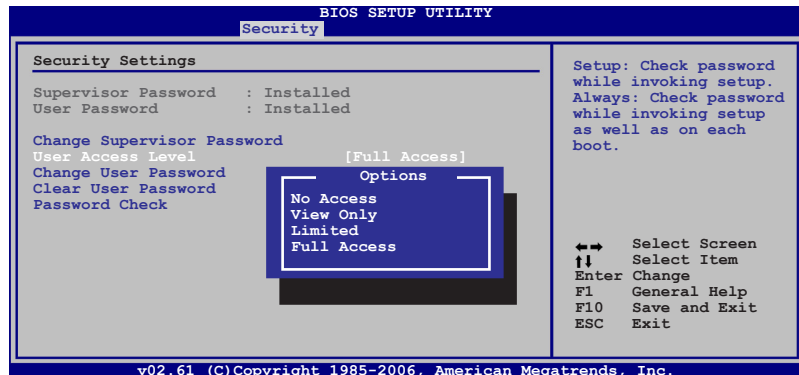 BIOS SETUP UTILITY
Security
Security Settings
Supervisor Password : Installed
User Password : Installed
Change Supervisor Password
User Access Level [Full Access]
Change User Password
Clear User Password
Password Check
Options
No Access
View Only
Limited
Full Access
Setup: Check password
while invoking setup.
Always: Check password
while invoking setup
as well as on each
boot.
←→ Select Screen
↑↓ Select Item
Enter Change
F1 General Help
F10 Save and Exit
ESC Exit
v02.61 (C)Copyright 1985-2006, American Megatrends, Inc.